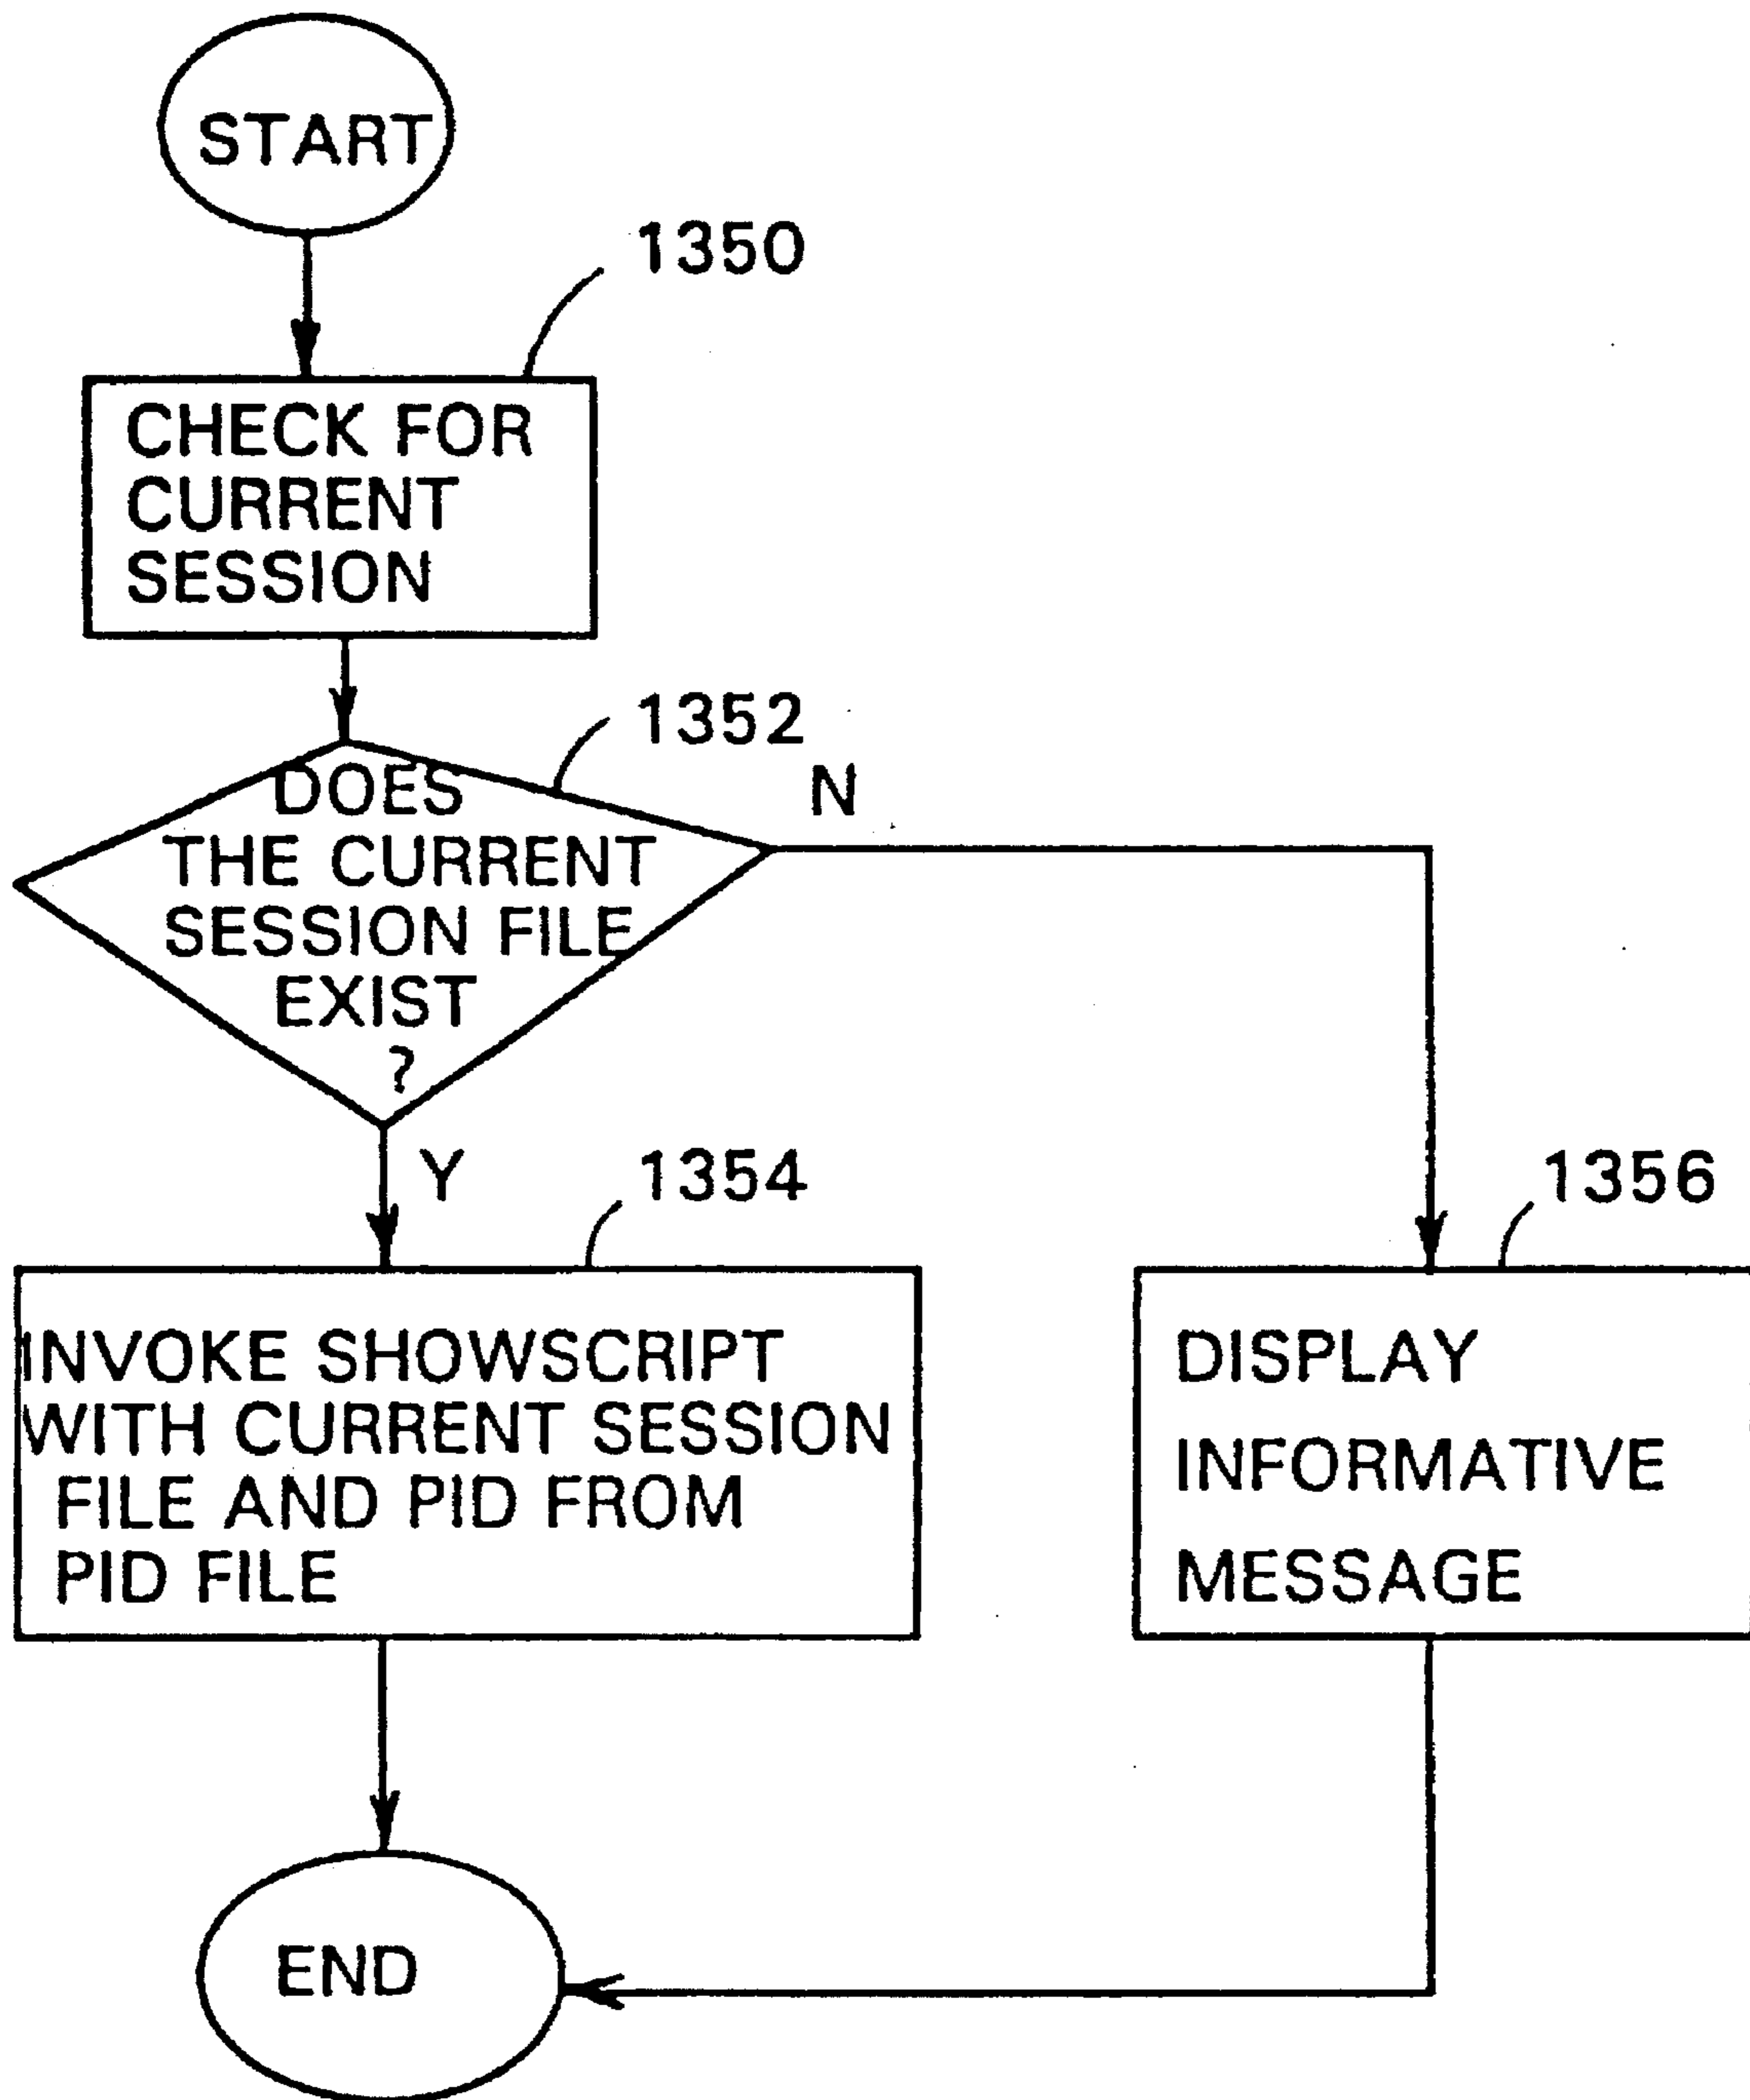 START
1350
CHECK FOR
CURRENT
SESSION
1352
N
DOES
THE CURRENT
SESSION FILE
EXIST
?
Y
1354
1356
INVOKE SHOWSCRIPT
WITH CURRENT SESSION
FILE AND PID FROM
PID FILE
DISPLAY
INFORMATIVE
MESSAGE
END